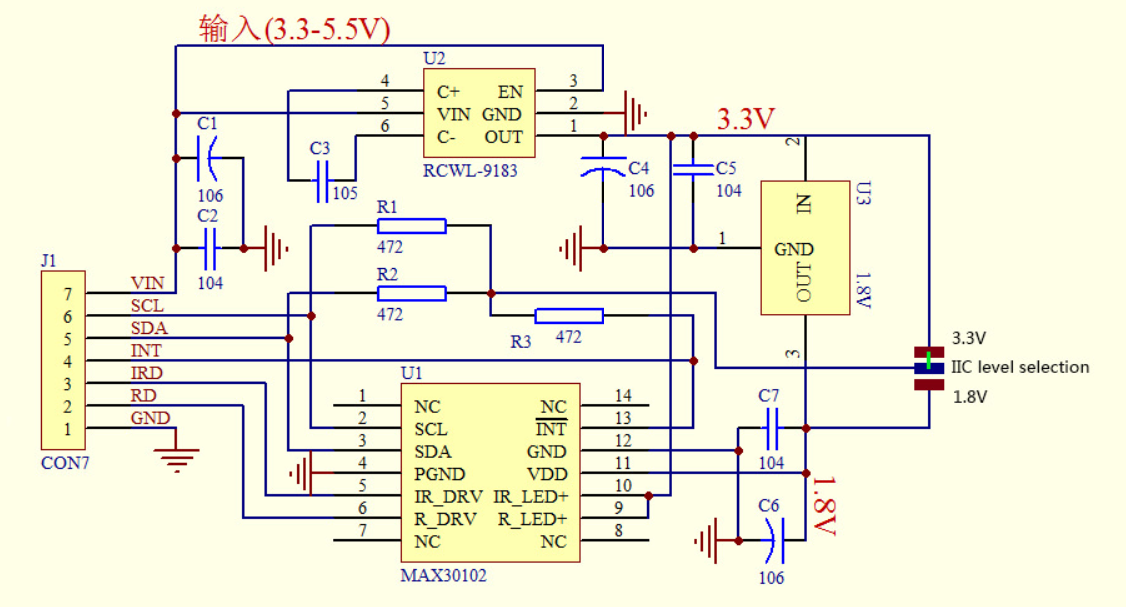 输入(3.3-5.5V)
U2
4 C+ EN 3
5 VIN GND 2
6 C- OUT 1
RCWL-9183
3.3V
C1
106
C2
104
C3
105
C4
106
C5
104
2
IN
U3
1
GND
OUT
1.8V
3
R1
472
R2
472
R3
472
J1
7 VIN
6 SCL
5 SDA
4 INT
3 IRD
2 RD
1 GND
CON7
U1
1 NC NC 14
2 SCL INT 13
3 SDA GND 12
4 PGND VDD 11
5 IR_DRV IR_LED+ 10
6 R_DRV R_LED+ 9
7 NC NC 8
MAX30102
C7
104
C6
106
1.8V
3.3V
IIC level selection
1.8V